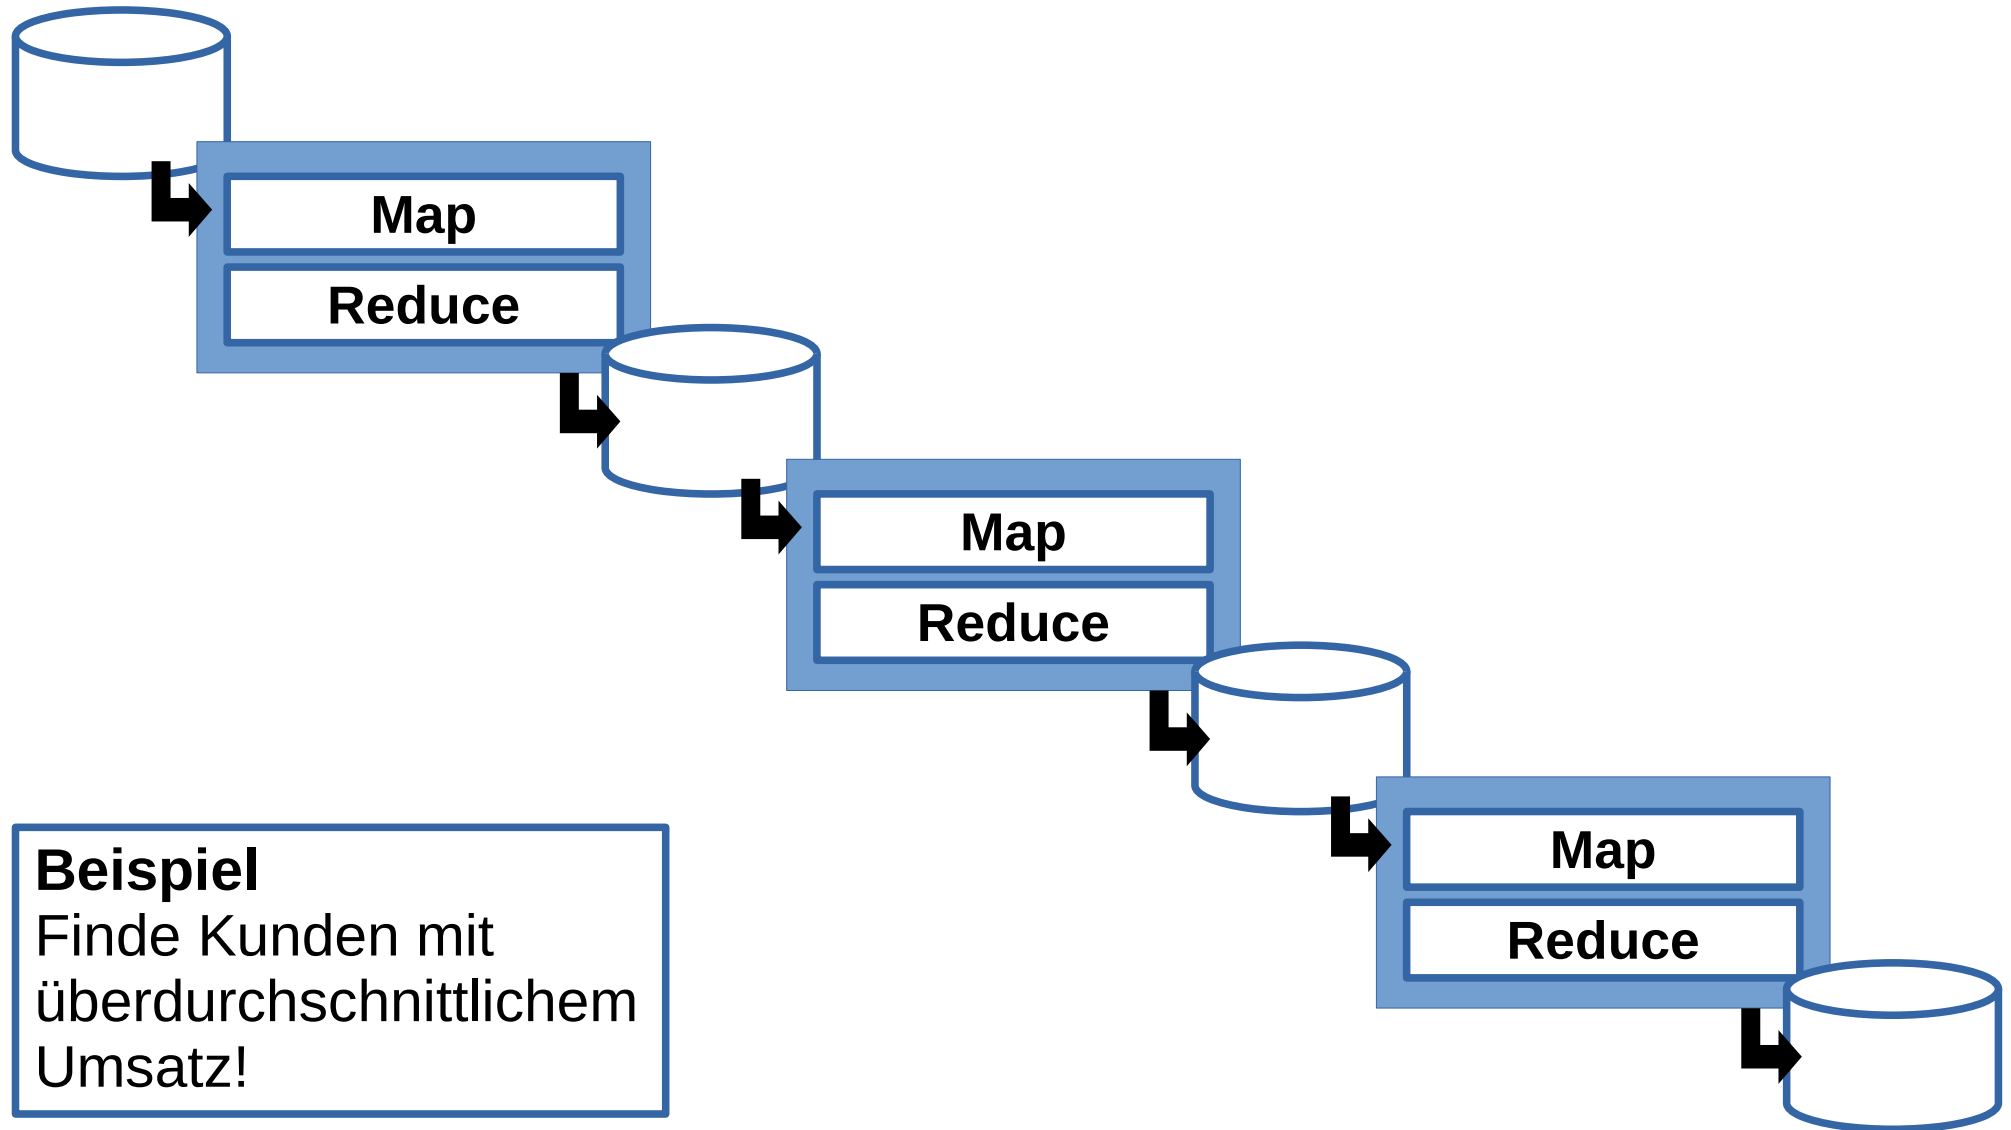 Map
Reduce
Map
Reduce
Map
Reduce
Beispiel
Finde Kunden mit
überdurchschnittlichem
Umsatz!